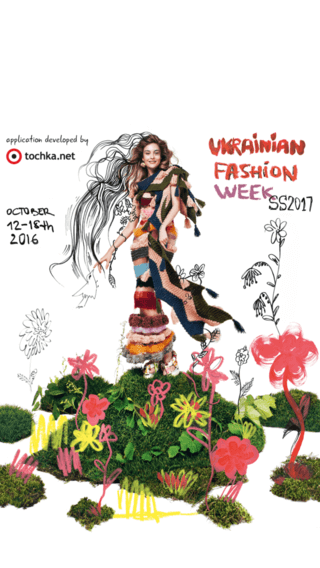 application developed by
tochka.net
UKRAINIAN
FASHION
WEEK
SS2017
OCTOBER
12-18th
2016